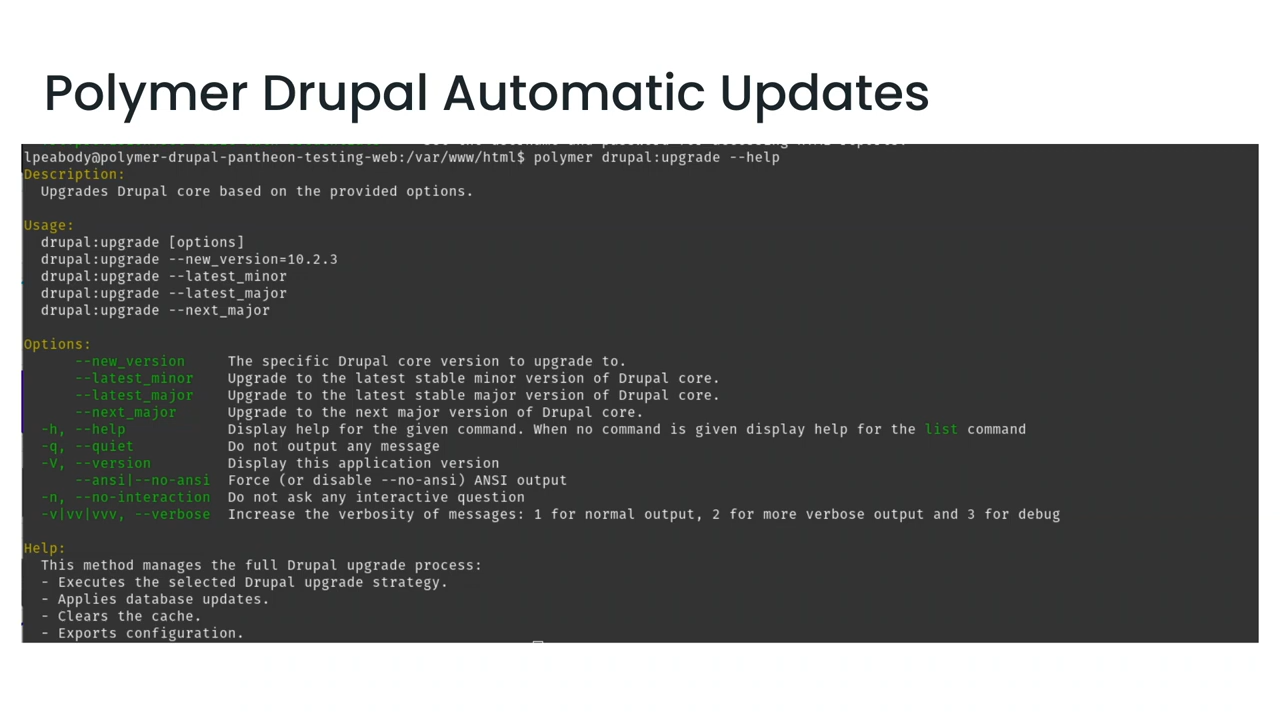 Polymer Drupal Automatic Updates
lpeabody@polymer-drupal-pantheon-testing-web:/var/www/html$ polymer drupal:upgrade --help
Description:
  Upgrades Drupal core based on the provided options.

Usage:
  drupal:upgrade [options]
  drupal:upgrade --new_version=10.2.3
  drupal:upgrade --latest_minor
  drupal:upgrade --latest_major
  drupal:upgrade --next_major

Options:
      --new_version     The specific Drupal core version to upgrade to.
      --latest_minor    Upgrade to the latest stable minor version of Drupal core.
      --latest_major    Upgrade to the latest stable major version of Drupal core.
      --next_major      Upgrade to the next major version of Drupal core.
  -h, --help            Display help for the given command. When no command is given display help for the list command
  -q, --quiet           Do not output any message
  -V, --version         Display this application version
      --ansi|--no-ansi  Force (or disable --no-ansi) ANSI output
  -n, --no-interaction  Do not ask any interactive question
  -v|vv|vvv, --verbose  Increase the verbosity of messages: 1 for normal output, 2 for more verbose output and 3 for debug

Help:
  This method manages the full Drupal upgrade process:
  - Executes the selected Drupal upgrade strategy.
  - Applies database updates.
  - Clears the cache.
  - Exports configuration.